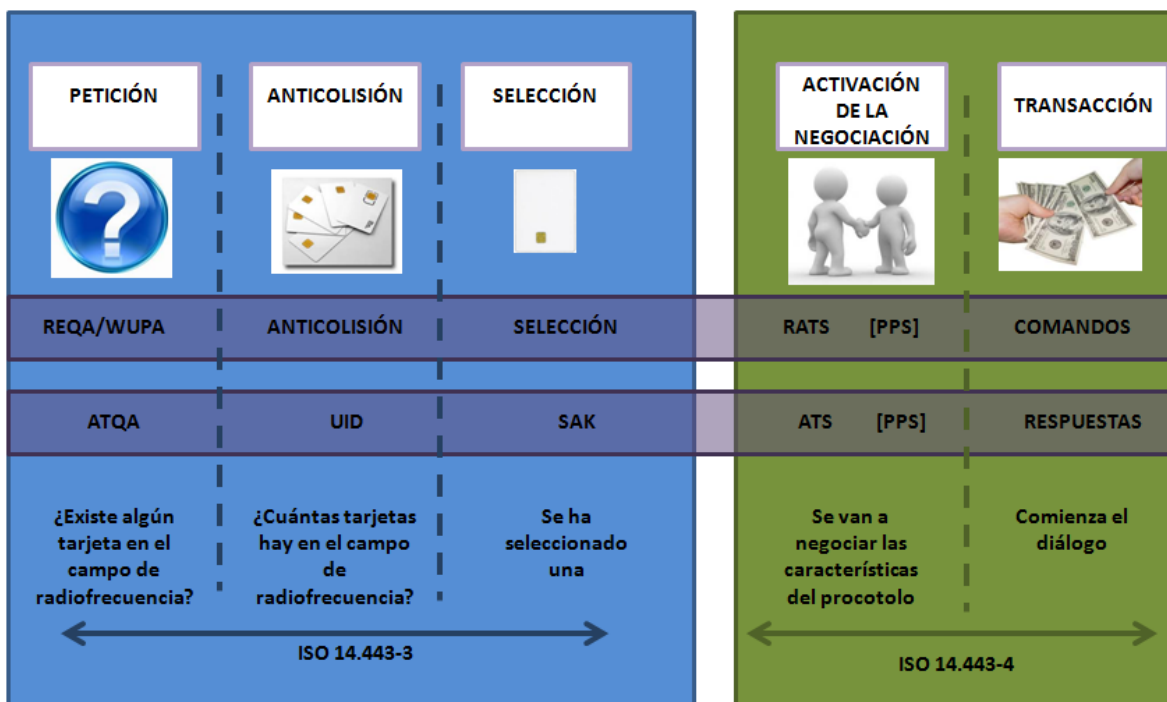 PETICIÓN
ANTICOLISIÓN
SELECCIÓN
ACTIVACIÓN
DE LA
NEGOCIACIÓN
TRANSACCIÓN
REQA/WUPA
ANTICOLISIÓN
SELECCIÓN
RATS [PPS]
COMANDOS
ATQA
UID
SAK
ATS [PPS]
RESPUESTAS
¿Existe algún
tarjeta en el
campo de
radiofrecuencia?
¿Cuántas tarjetas
hay en el campo
de
radiofrecuencia?
Se ha
seleccionado
una
Se van a
negociar las
características
del procotolo
Comienza el
diálogo
ISO 14.443-3
ISO 14.443-4